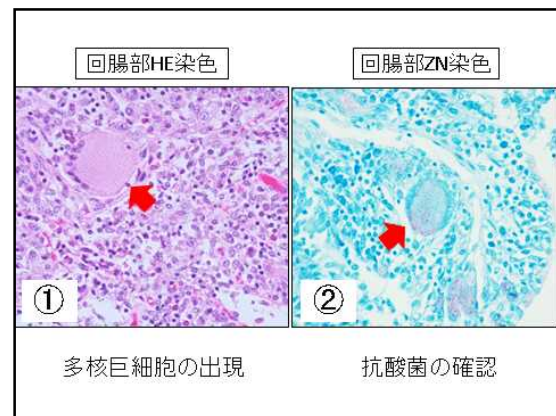 回腸部HE染色
回腸部ZN染色
①
②
多核巨細胞の出現
抗酸菌の確認